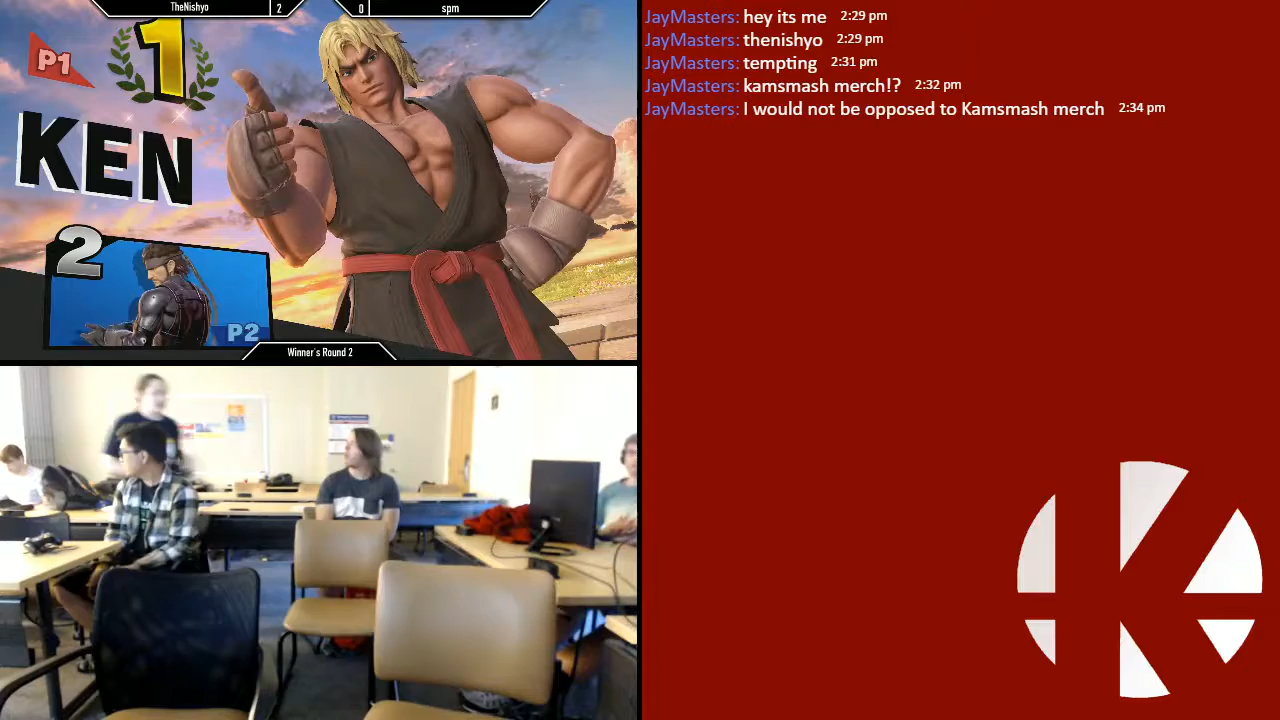 TheNishyo 2 0 spm
P1
1
KEN
2
P2
Winner's Round 2
JayMasters: hey its me 2:29 pm
JayMasters: thenishyo 2:29 pm
JayMasters: tempting 2:31 pm
JayMasters: kamsmash merch!? 2:32 pm
JayMasters: I would not be opposed to Kamsmash merch 2:34 pm
K